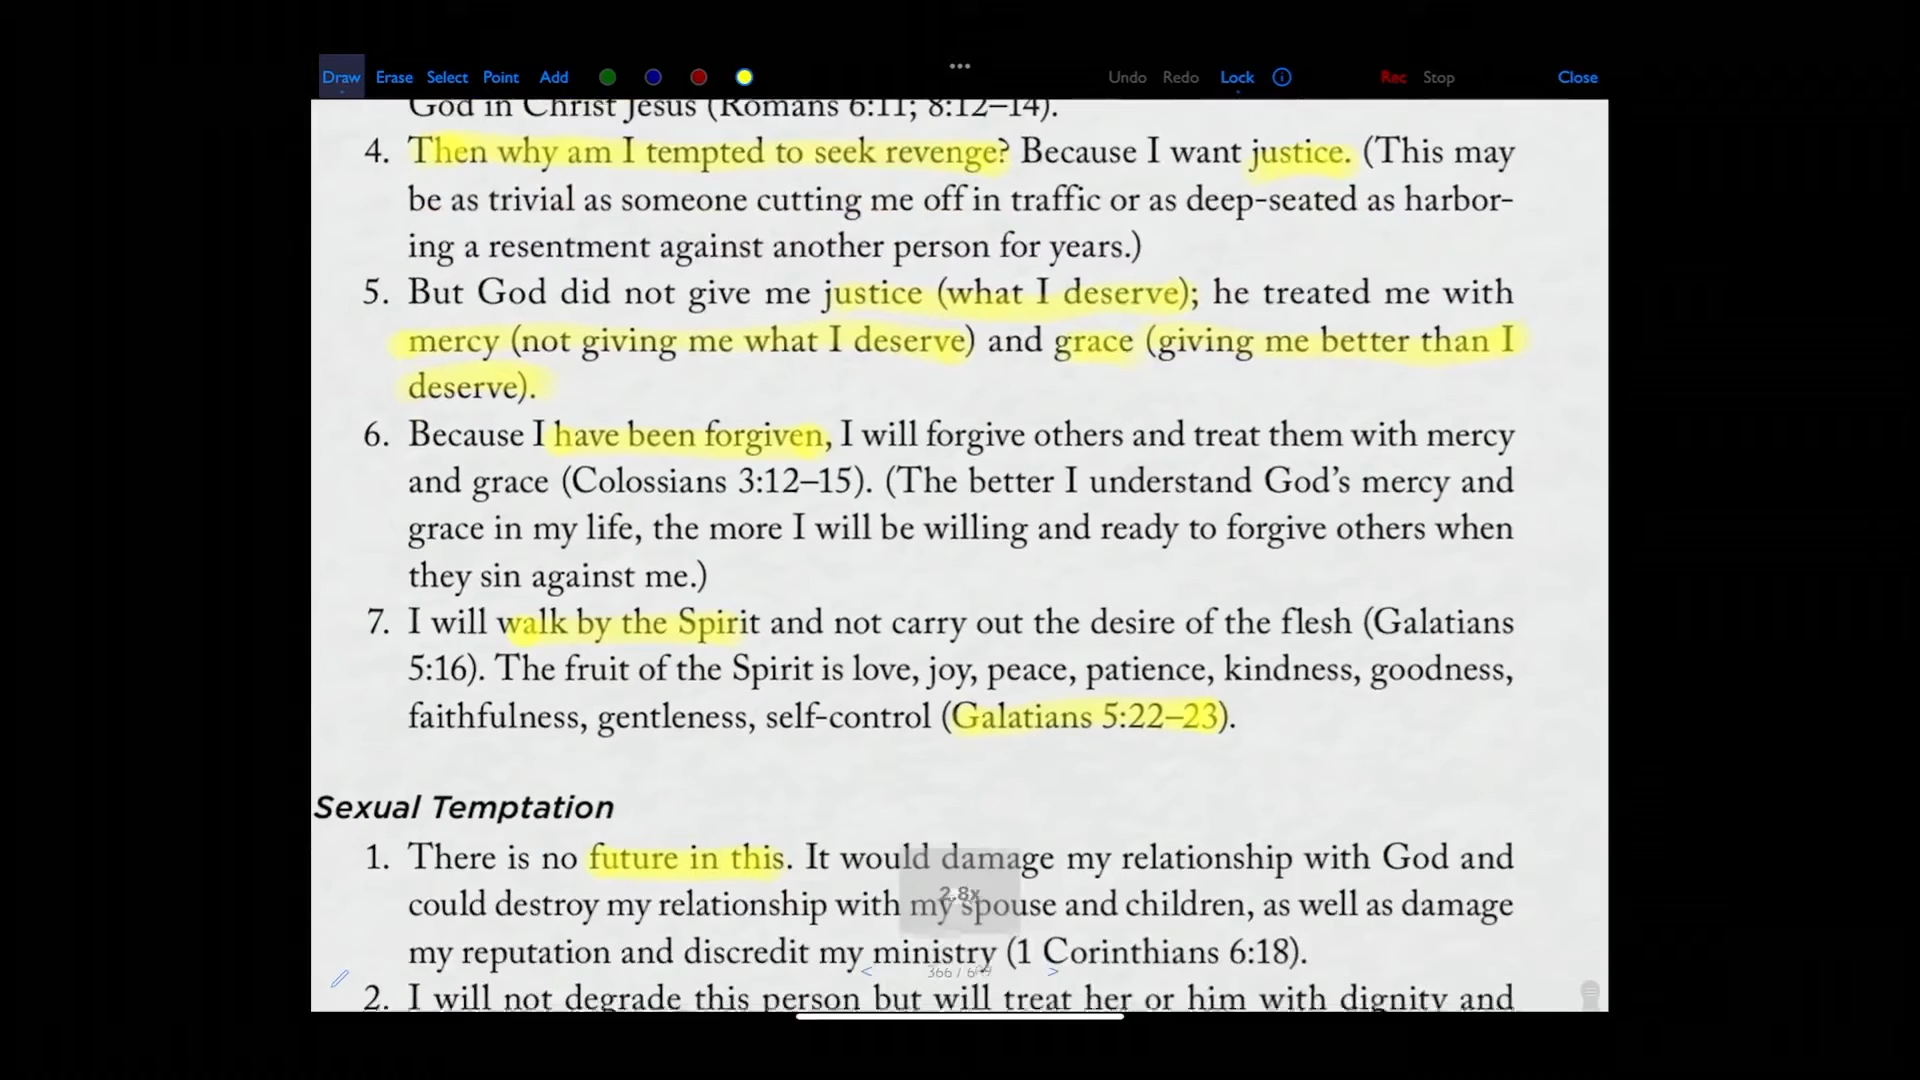 Draw Erase Select Point Add ••• Undo Redo Lock Rec Stop Close
God in Christ Jesus (Romans 6:11; 8:12–14).
4. Then why am I tempted to seek revenge? Because I want justice. (This may
be as trivial as someone cutting me off in traffic or as deep-seated as harbor-
ing a resentment against another person for years.)
5. But God did not give me justice (what I deserve); he treated me with
mercy (not giving me what I deserve) and grace (giving me better than I
deserve).
6. Because I have been forgiven, I will forgive others and treat them with mercy
and grace (Colossians 3:12–15). (The better I understand God’s mercy and
grace in my life, the more I will be willing and ready to forgive others when
they sin against me.)
7. I will walk by the Spirit and not carry out the desire of the flesh (Galatians
5:16). The fruit of the Spirit is love, joy, peace, patience, kindness, goodness,
faithfulness, gentleness, self-control (Galatians 5:22–23).
Sexual Temptation
1. There is no future in this. It would damage my relationship with God and
2.8x
could destroy my relationship with my spouse and children, as well as damage
my reputation and discredit my ministry (1 Corinthians 6:18).
< 366 / >
2. I will not degrade this person but will treat her or him with dignity and